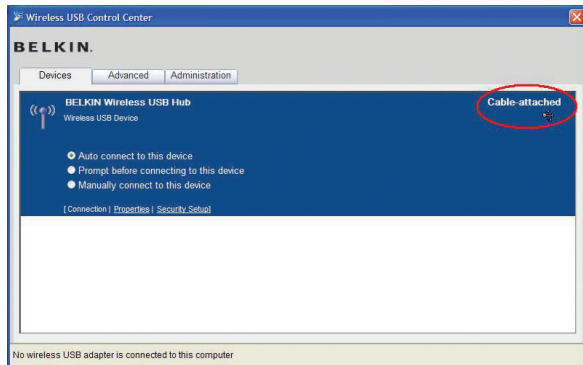 Wireless USB Control Center
BELKIN.
Devices Advanced Administration
BELKIN Wireless USB Hub Cable-attached
Wireless USB Device
Auto connect to this device
Prompt before connecting to this device
Manually connect to this device
[Connection | Properties | Security Setup]
No wireless USB adapter is connected to this computer